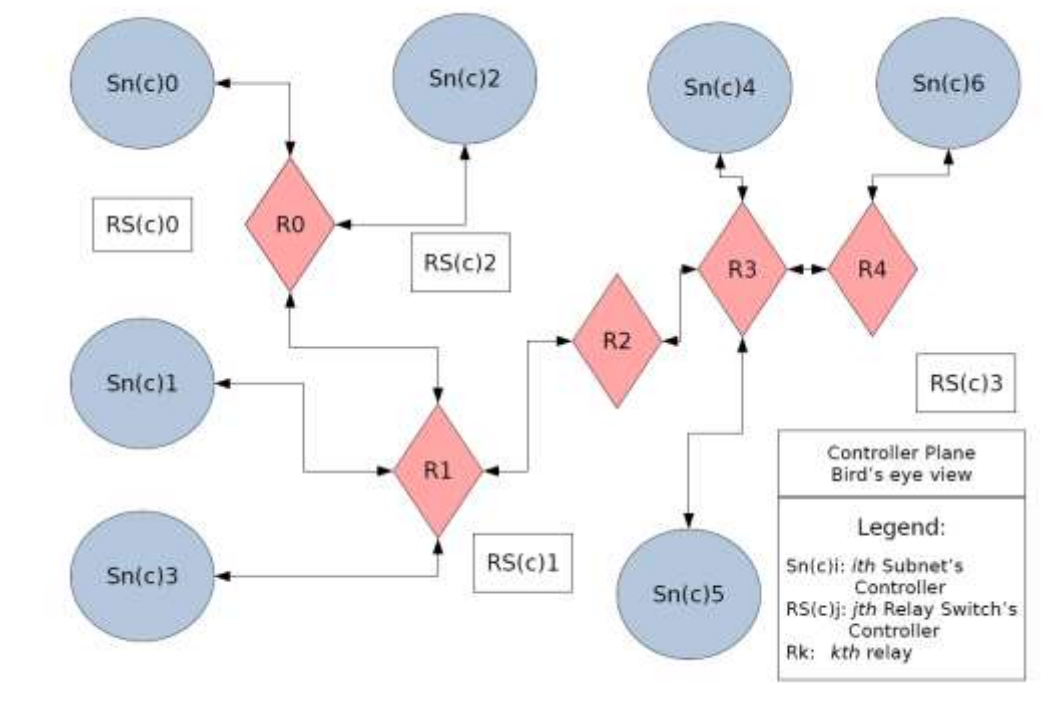 Sn(c)0
Sn(c)2
Sn(c)4
Sn(c)6
RS(c)0
R0
RS(c)2
R3
R4
R2
Sn(c)1
RS(c)3
R1
Controller Plane
Bird's eye view
Legend:
Sn(c)i: ith Subnet's
Controller
RS(c)j: jth Relay Switch's
Controller
Rk: kth relay
RS(c)1
Sn(c)3
Sn(c)5